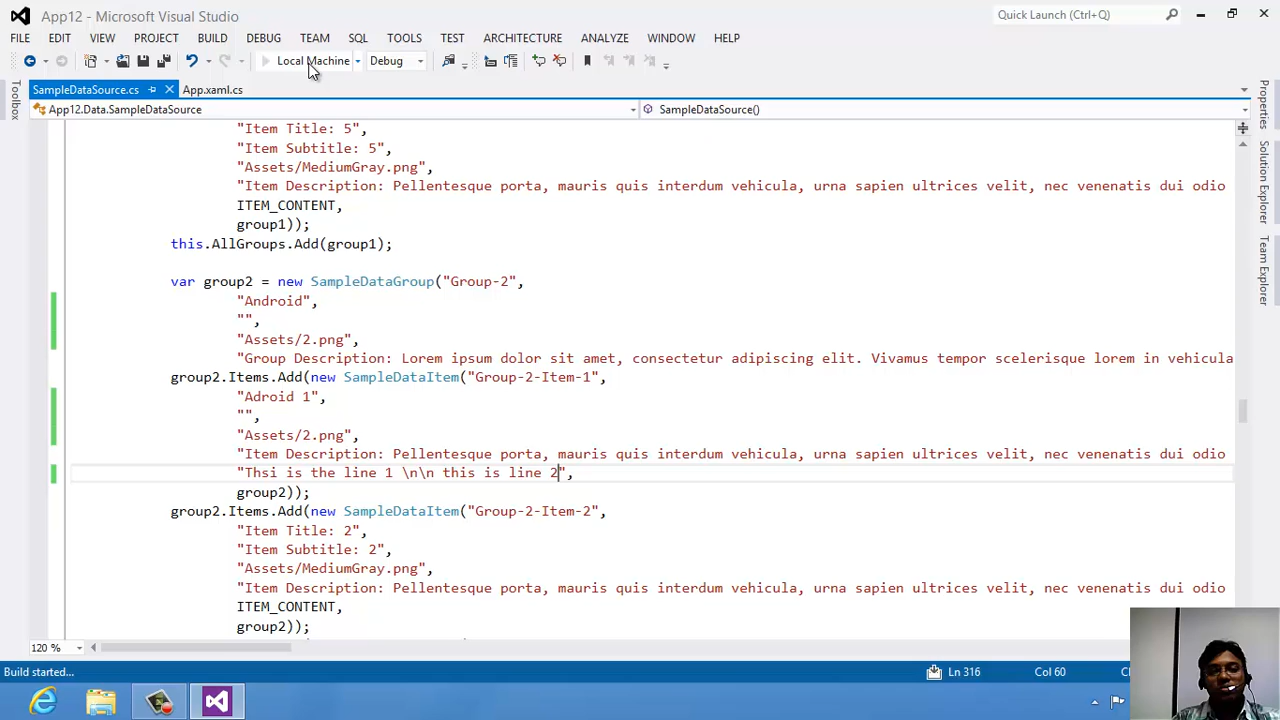 App12 - Microsoft Visual Studio
Quick Launch (Ctrl+Q)
FILE EDIT VIEW PROJECT BUILD DEBUG TEAM SQL TOOLS TEST ARCHITECTURE ANALYZE WINDOW HELP
Local Machine Debug
SampleDataSource.cs App.xaml.cs
App12.Data.SampleDataSource SampleDataSource()
Toolbox
Properties
Solution Explorer
Team Explorer
"Item Title: 5",
"Item Subtitle: 5",
"Assets/MediumGray.png",
"Item Description: Pellentesque porta, mauris quis interdum vehicula, urna sapien ultrices velit, nec venenatis dui odio
ITEM_CONTENT,
group1));
this.AllGroups.Add(group1);
var group2 = new SampleDataGroup("Group-2",
"Android",
"",
"Assets/2.png",
"Group Description: Lorem ipsum dolor sit amet, consectetur adipiscing elit. Vivamus tempor scelerisque lorem in vehicula
group2.Items.Add(new SampleDataItem("Group-2-Item-1",
"Adroid 1",
"",
"Assets/2.png",
"Item Description: Pellentesque porta, mauris quis interdum vehicula, urna sapien ultrices velit, nec venenatis dui odio
"Thsi is the line 1 \n\n this is line 2",
group2));
group2.Items.Add(new SampleDataItem("Group-2-Item-2",
"Item Title: 2",
"Item Subtitle: 2",
"Assets/MediumGray.png",
"Item Description: Pellentesque porta, mauris quis interdum vehicula, urna sapien ultrices velit, nec venenatis dui odio
ITEM_CONTENT,
group2));
120 %
Build started... Ln 316 Col 60